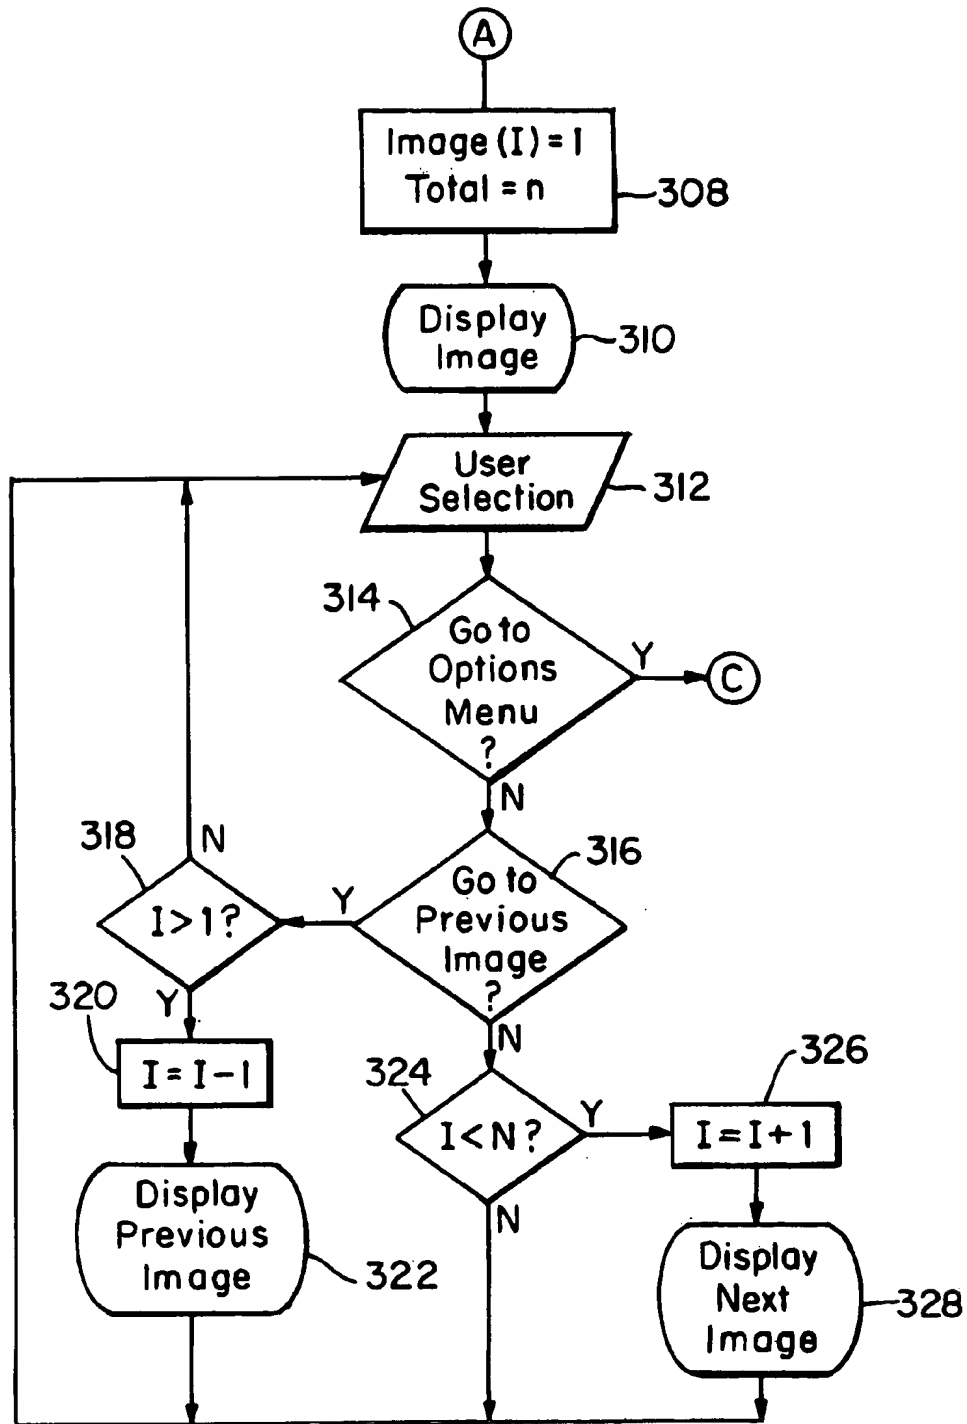 A
Image (I) = 1
Total = n
308
Display
Image
310
User
Selection
312
314
Go to
Options
Menu
?
Y
C
N
318
N
316
Go to
Previous
Image
?
Y
I > 1 ?
Y
N
320
I = I - 1
324
I < N ?
Y
326
I = I + 1
N
Display
Previous
Image
322
Display
Next
Image
328